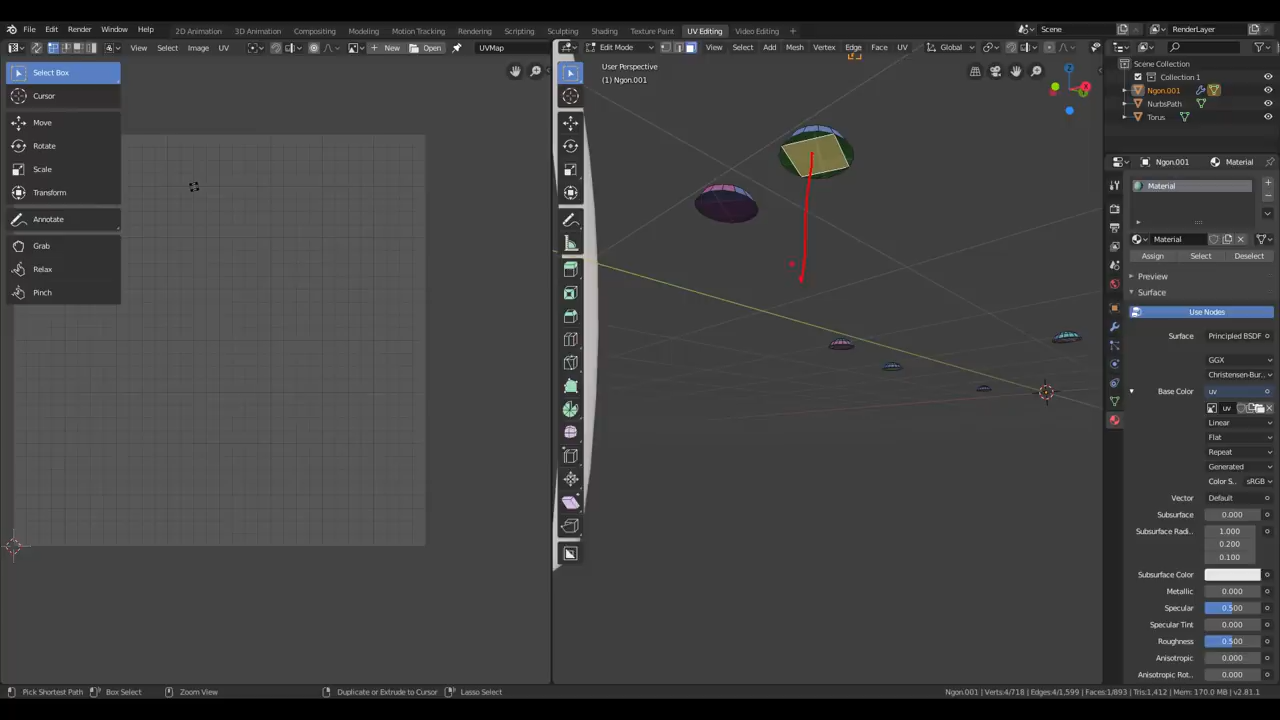 File Edit Render Window Help 2D Animation 3D Animation Compositing Modeling Motion Tracking Rendering Scripting Sculpting Shading Texture Paint UV Editing Video Editing Scene RenderLayer
View Select Image UV New Open UVMap Edit Mode View Select Add Mesh Vertex Edge Face UV Global
Select Box
Cursor
Move
Rotate
Scale
Transform
Annotate
Grab
Relax
Pinch
User Perspective
(1) Ngon.001
Z
Scene Collection
Collection 1
Ngon.001
NurbsPath
Torus
Ngon.001 Material
Material
Material
Assign Select Deselect
Preview
Surface
Use Nodes
Surface Principled BSDF
GGX
Christensen-Bur..
Base Color uv
uv
Linear
Flat
Repeat
Generated
Color S.. sRGB
Vector Default
Subsurface 0.000
Subsurface Radi.. 1.000
0.200
0.100
Subsurface Color
Metallic 0.000
Specular 0.500
Specular Tint 0.000
Roughness 0.500
Anisotropic 0.000
Anisotropic Rot.. 0.000
Pick Shortest Path Box Select Zoom View Duplicate or Extrude to Cursor Lasso Select Ngon.001 | Verts:4/718 | Edges:4/1,599 | Faces:1/893 | Tris:1,412 | Mem: 170.0 MB | v2.81.1